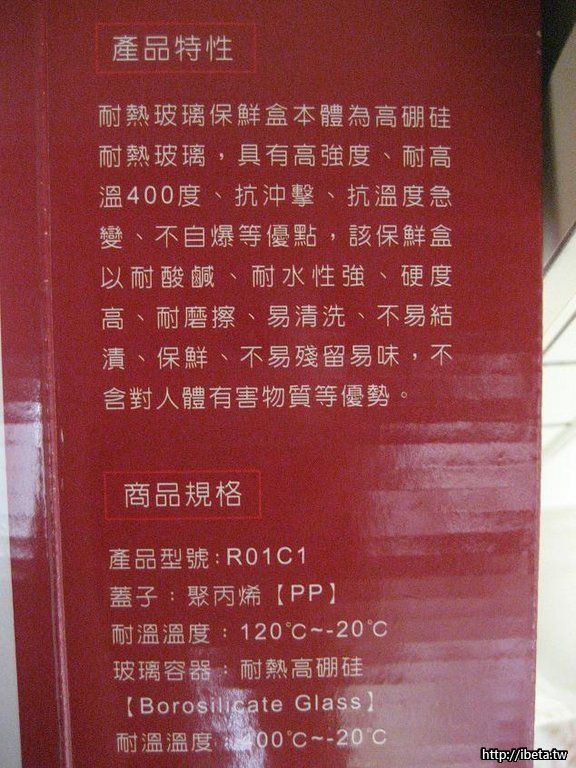 產品特性
耐熱玻璃保鮮盒本體為高硼硅
耐熱玻璃，具有高強度、耐高
溫400度、抗沖擊、抗溫度急
變、不自爆等優點，該保鮮盒
以耐酸鹹、耐水性強、硬度
高、耐磨擦、易清洗、不易結
漬、保鮮、不易殘留易味，不
含對人體有害物質等優勢。
商品規格
產品型號：R01C1
蓋子：聚丙烯【PP】
耐溫溫度：120℃~-20℃
玻璃容器：耐熱高硼硅
【Borosilicate Glass】
耐溫溫度：400℃~-20℃
http://ibeta.tw